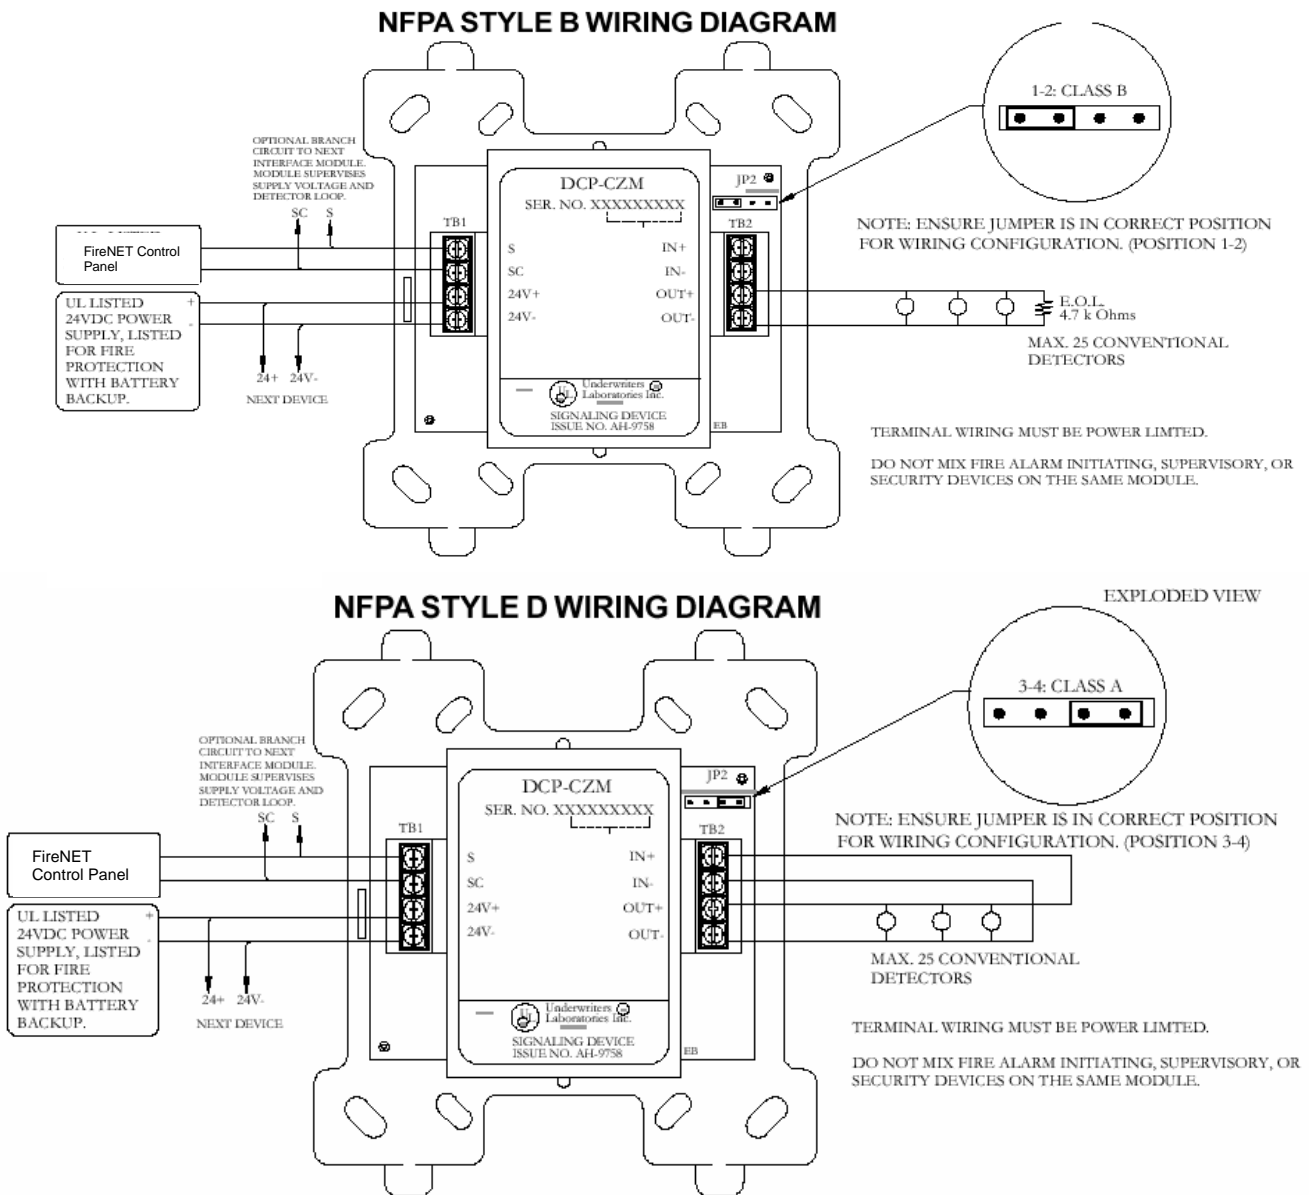 NFPA STYLE B WIRING DIAGRAM
1-2: CLASS B
OPTIONAL BRANCH
CIRCUIT TO NEXT
INTERFACE MODULE.
MODULE SUPERVISES
SUPPLY VOLTAGE AND
DETECTOR LOOP.
SC S
DCP-CZM
SER. NO. XXXXXXXXX
JP2
TB1
TB2
NOTE: ENSURE JUMPER IS IN CORRECT POSITION
FOR WIRING CONFIGURATION. (POSITION 1-2)
FireNET Control
Panel
S
SC
24V+
24V-
IN+
IN-
OUT+
OUT-
UL LISTED +
24VDC POWER -
SUPPLY, LISTED
FOR FIRE
PROTECTION
WITH BATTERY
BACKUP.
24+ 24V-
NEXT DEVICE
E.O.L.
4.7 k Ohms
MAX. 25 CONVENTIONAL
DETECTORS
UL
Underwriters
Laboratories Inc.
SIGNALING DEVICE
ISSUE NO. AH-9758
EB
TERMINAL WIRING MUST BE POWER LIMTED.
DO NOT MIX FIRE ALARM INITIATING, SUPERVISORY, OR
SECURITY DEVICES ON THE SAME MODULE.
NFPA STYLE D WIRING DIAGRAM
EXPLODED VIEW
3-4: CLASS A
OPTIONAL BRANCH
CIRCUIT TO NEXT
INTERFACE MODULE.
MODULE SUPERVISES
SUPPLY VOLTAGE AND
DETECTOR LOOP.
SC S
DCP-CZM
SER. NO. XXXXXXXXX
JP2
TB1
TB2
NOTE: ENSURE JUMPER IS IN CORRECT POSITION
FOR WIRING CONFIGURATION. (POSITION 3-4)
FireNET
Control Panel
S
SC
24V+
24V-
IN+
IN-
OUT+
OUT-
UL LISTED +
24VDC POWER -
SUPPLY, LISTED
FOR FIRE
PROTECTION
WITH BATTERY
BACKUP.
24+ 24V-
NEXT DEVICE
MAX. 25 CONVENTIONAL
DETECTORS
UL
Underwriters
Laboratories Inc.
SIGNALING DEVICE
ISSUE NO. AH-9758
EB
TERMINAL WIRING MUST BE POWER LIMTED.
DO NOT MIX FIRE ALARM INITIATING, SUPERVISORY, OR
SECURITY DEVICES ON THE SAME MODULE.